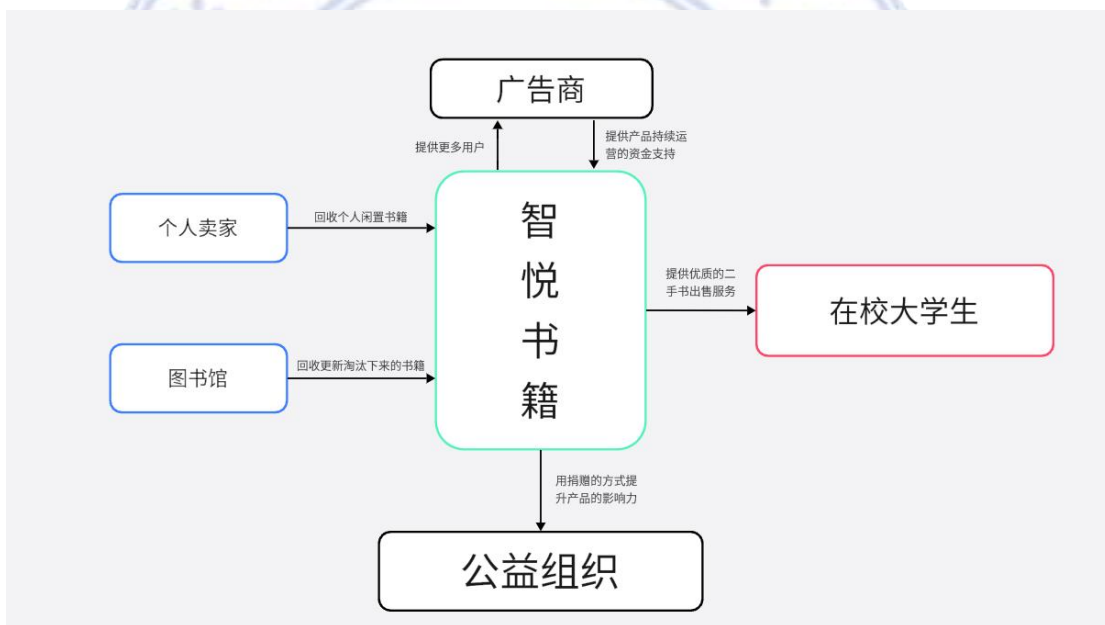 广告商
提供更多用户
提供产品持续运
营的资金支持
个人卖家
回收个人闲置书籍
智
悦
书
籍
提供优质的二
手书出售服务
在校大学生
图书馆
回收更新淘汰下来的书籍
用捐赠的方式提
升产品的影响力
公益组织